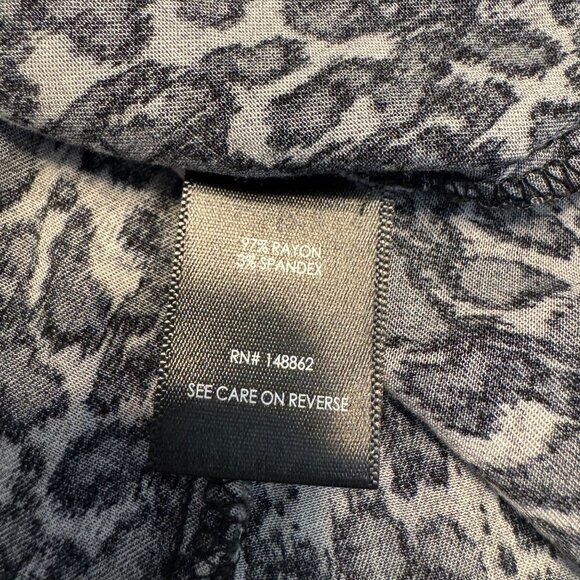 97% RAYON
3% SPANDEX
RN# 148862
SEE CARE ON REVERSE